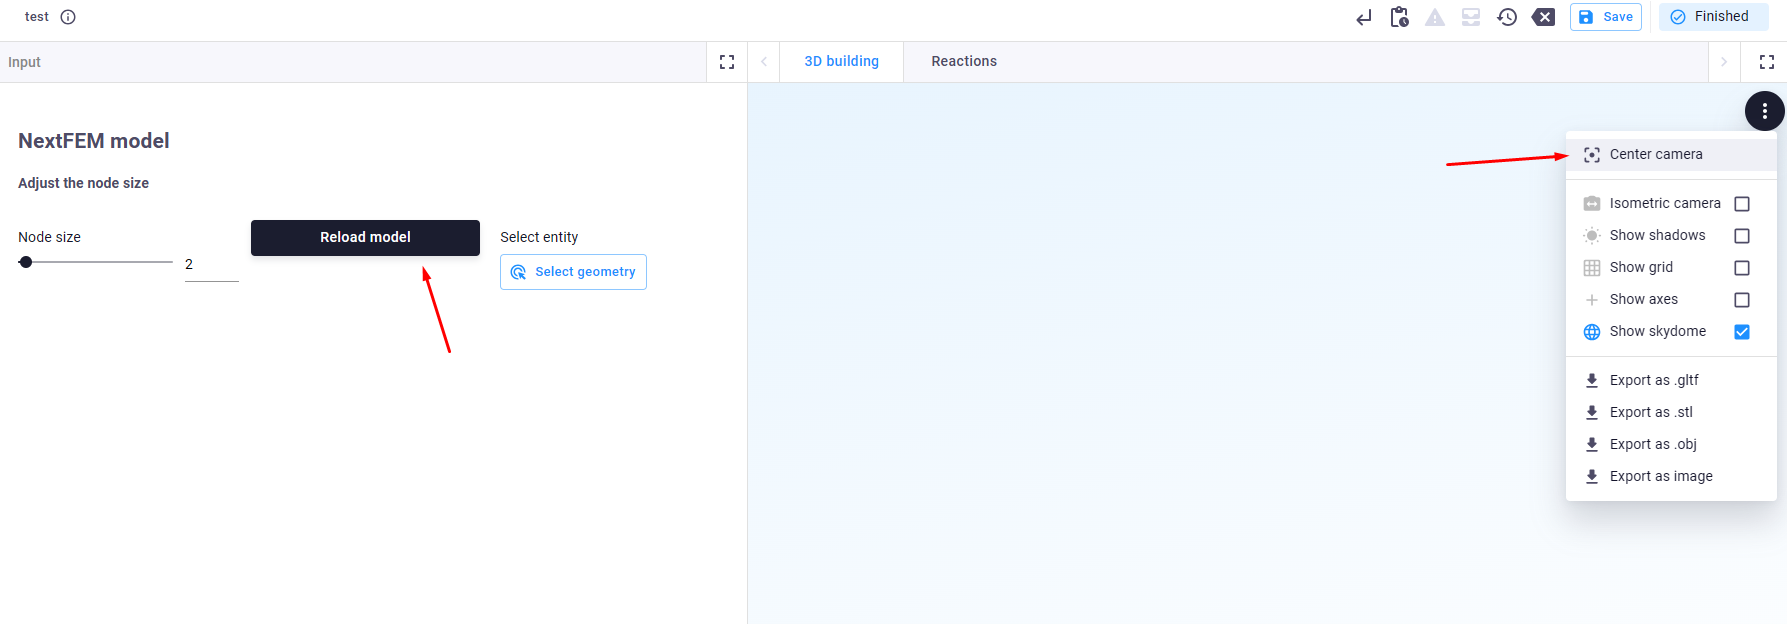 test
Save
Finished
Input
3D building
Reactions
NextFEM model
Adjust the node size
Node size
2
Reload model
Select entity
Select geometry
Center camera
Isometric camera
Show shadows
Show grid
Show axes
Show skydome
Export as .gltf
Export as .stl
Export as .obj
Export as image